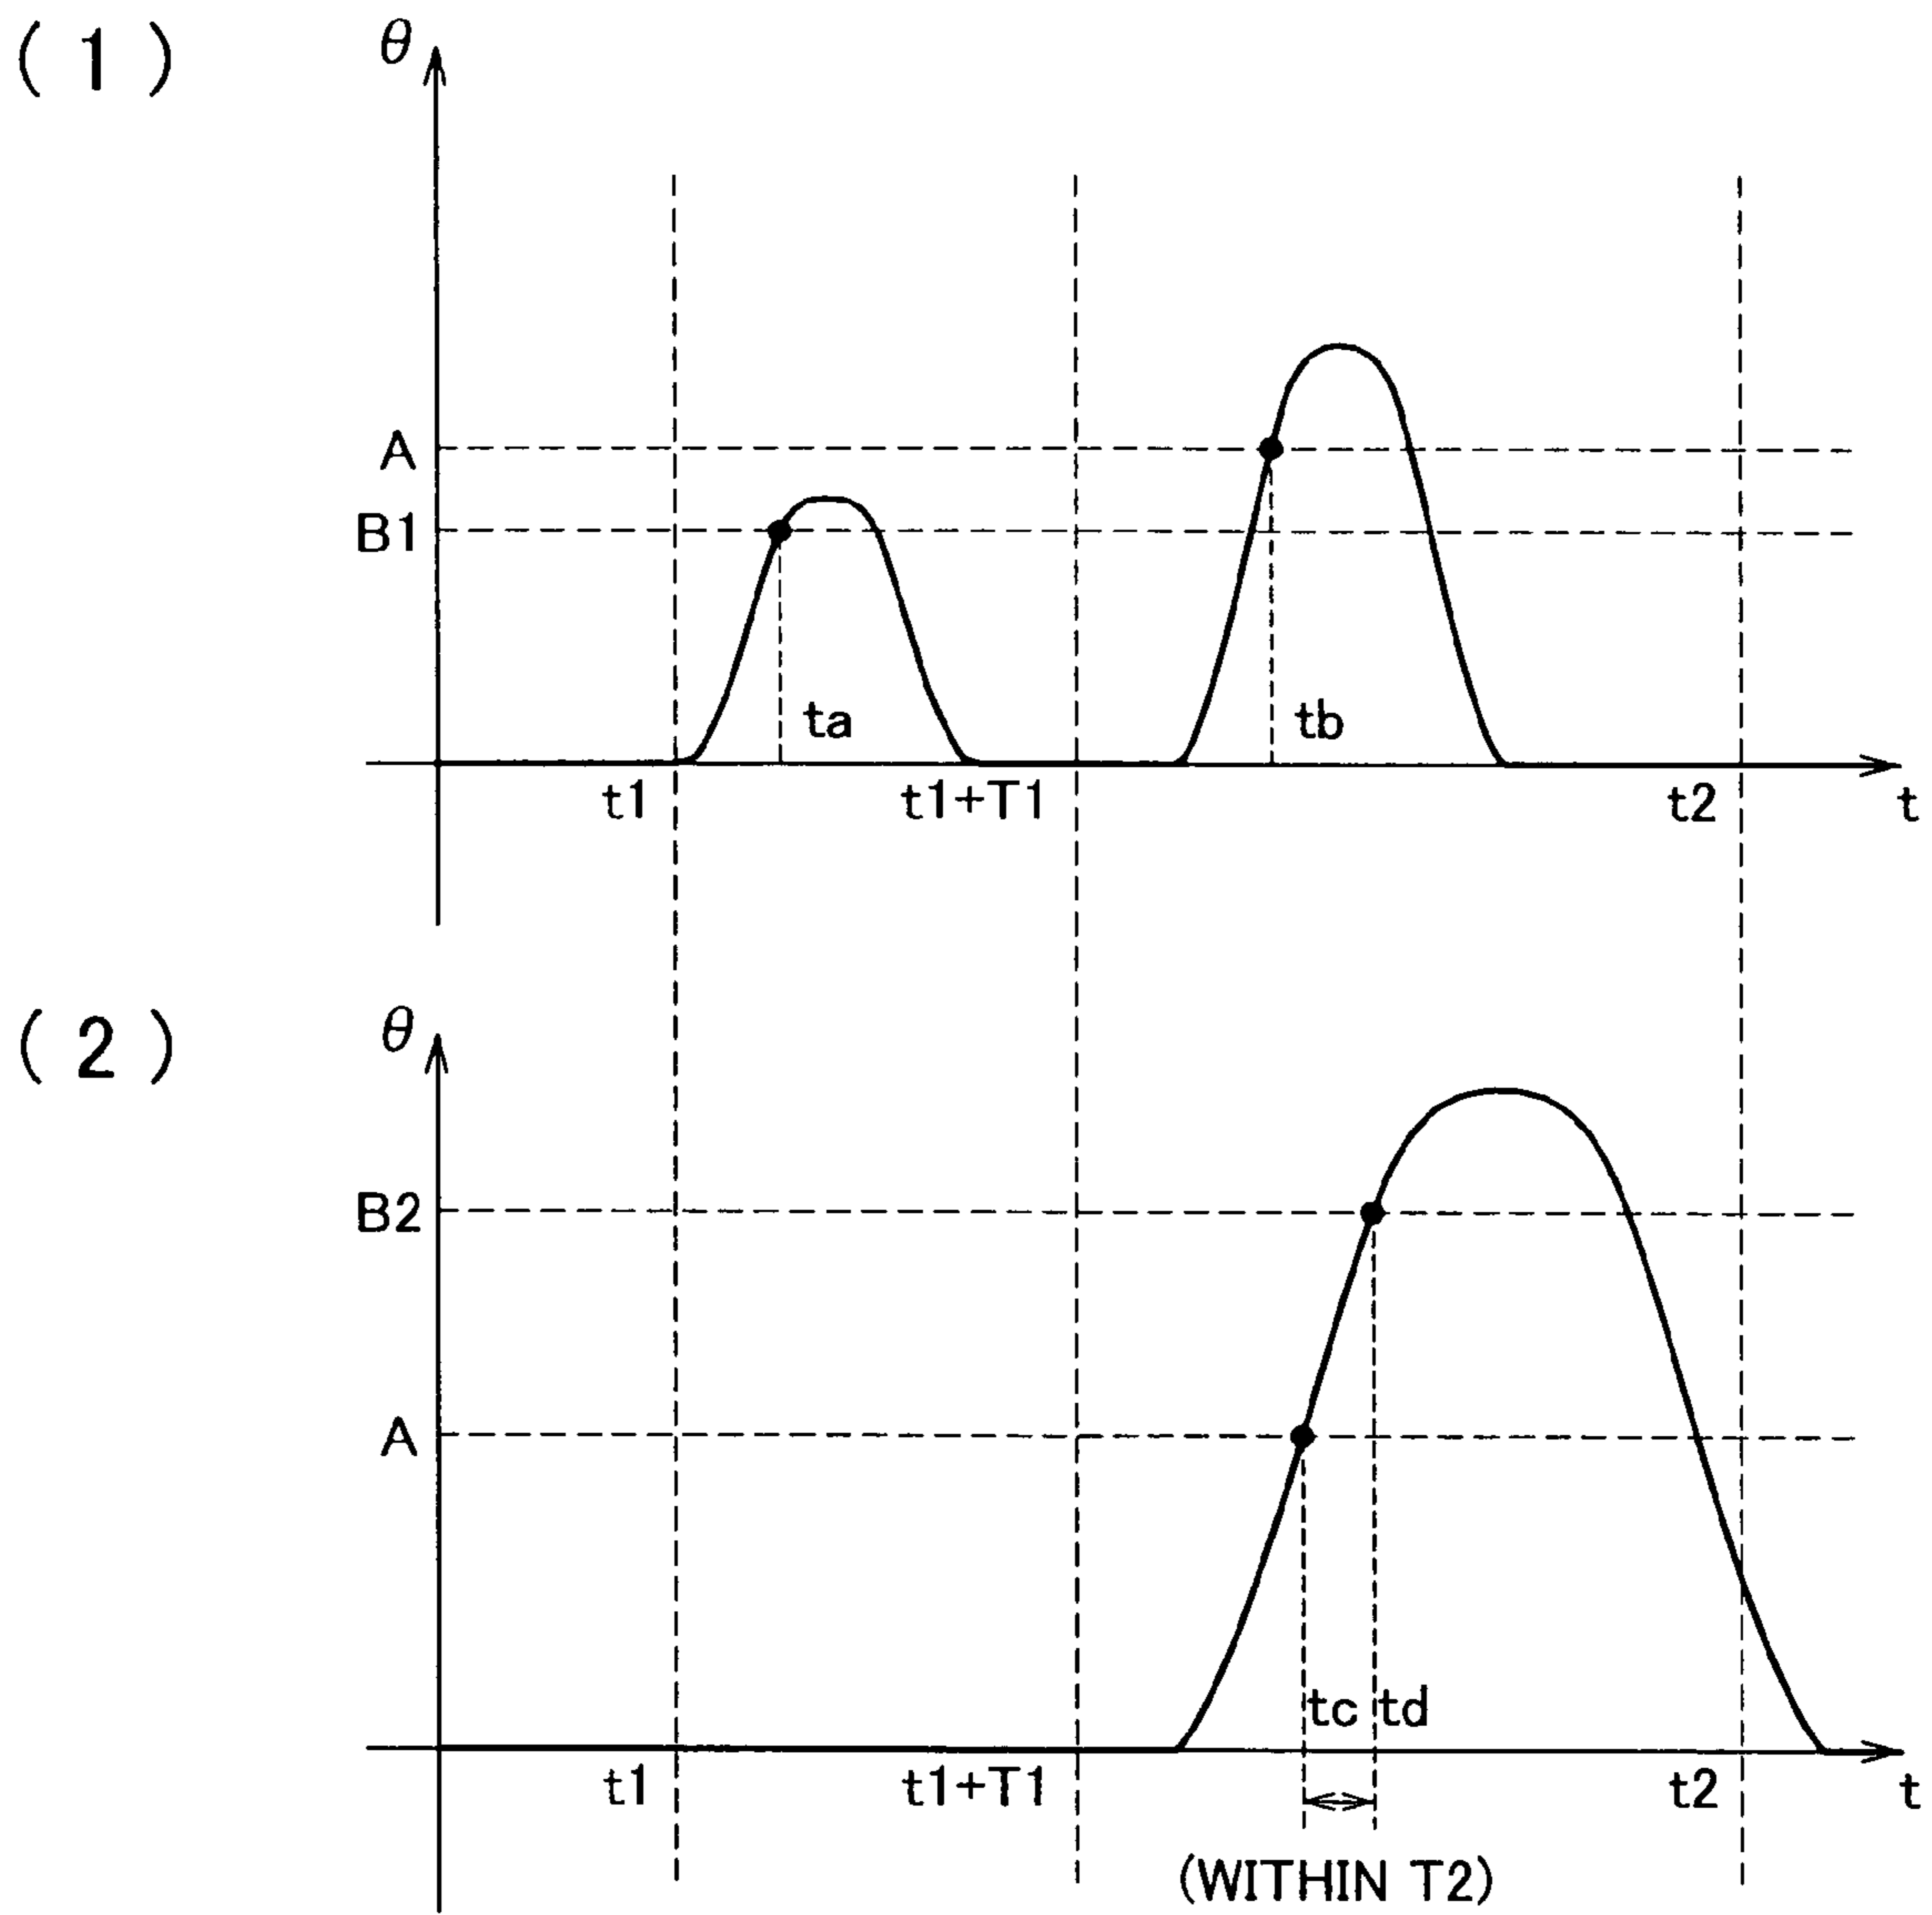 ( 1 )
θ
A
B1
ta
tb
t1
t1+T1
t2
t
( 2 )
θ
B2
A
tc
td
t1
t1+T1
t2
t
(WITHIN T2)